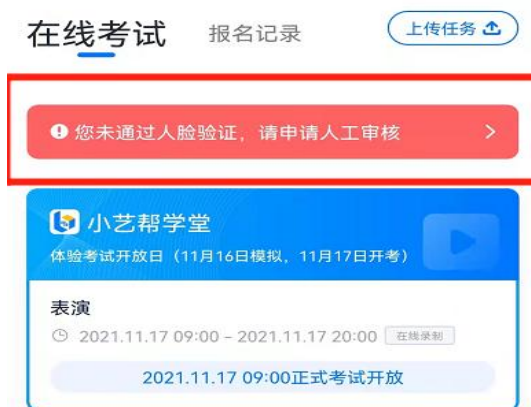 在线考试
报名记录
上传任务
您未通过人脸验证，请申请人工审核
小艺帮学堂
体验考试开放日（11月16日模拟，11月17日开考）
表演
2021.11.17 09:00 - 2021.11.17 20:00 在线录制
2021.11.17 09:00正式考试开放